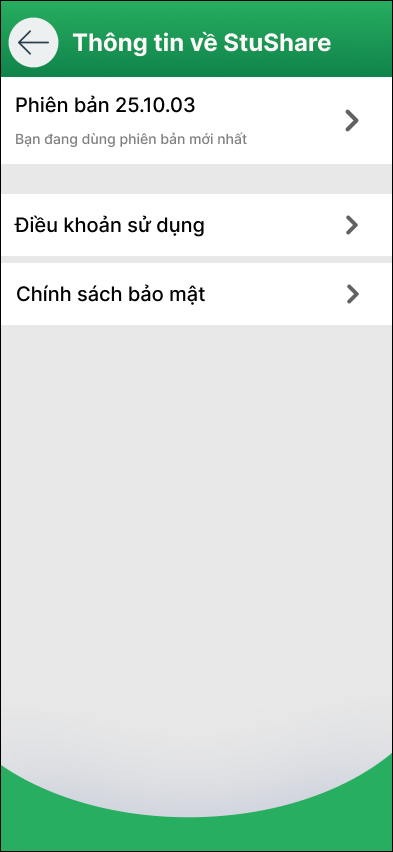 Thông tin về StuShare
Phiên bản 25.10.03
Bạn đang dùng phiên bản mới nhất
Điều khoản sử dụng
Chính sách bảo mật